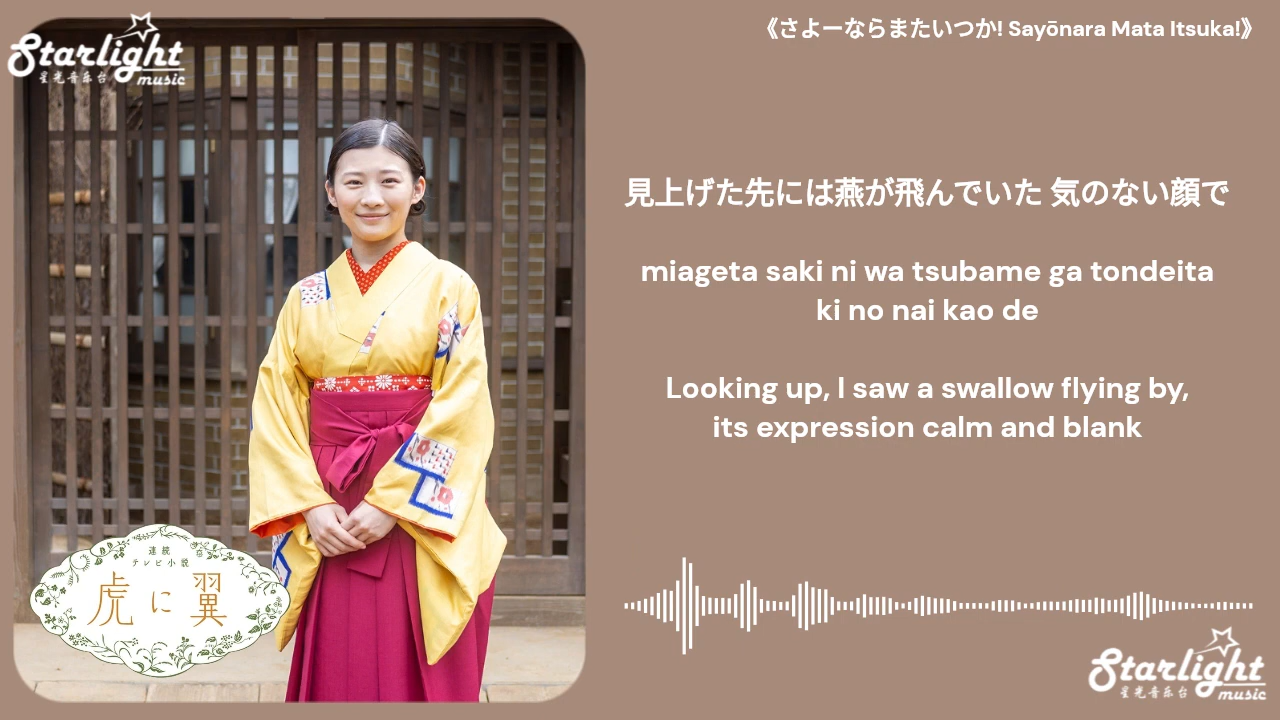 Starlight
星光音乐台 music
《さよーならまたいつか! Sayōnara Mata Itsuka!》
見上げた先には燕が飛んでいた 気のない顔で
miageta saki ni wa tsubame ga tondeita
ki no nai kao de
Looking up, I saw a swallow flying by,
its expression calm and blank
連続
テレビ小説
虎に翼
Starlight
星光音乐台 music